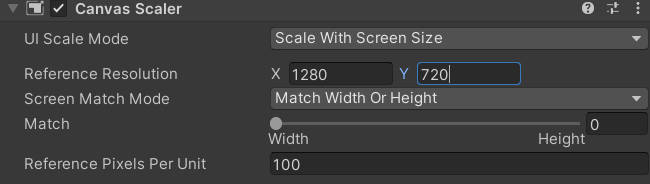 Canvas Scaler
UI Scale Mode Scale With Screen Size
Reference Resolution X 1280 Y 720
Screen Match Mode Match Width Or Height
Match 0
Width Height
Reference Pixels Per Unit 100